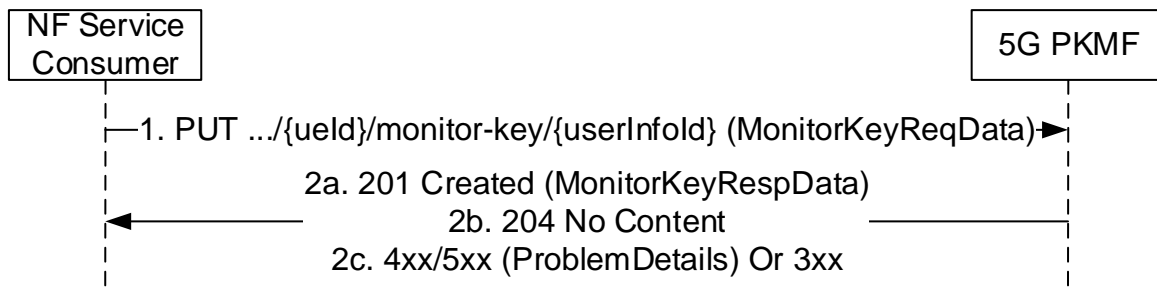 NF Service
Consumer
5G PKMF
1. PUT .../{ueId}/monitor-key/{userInfoId} (MonitorKeyReqData)
2a. 201 Created (MonitorKeyRespData)
2b. 204 No Content
2c. 4xx/5xx (ProblemDetails) Or 3xx